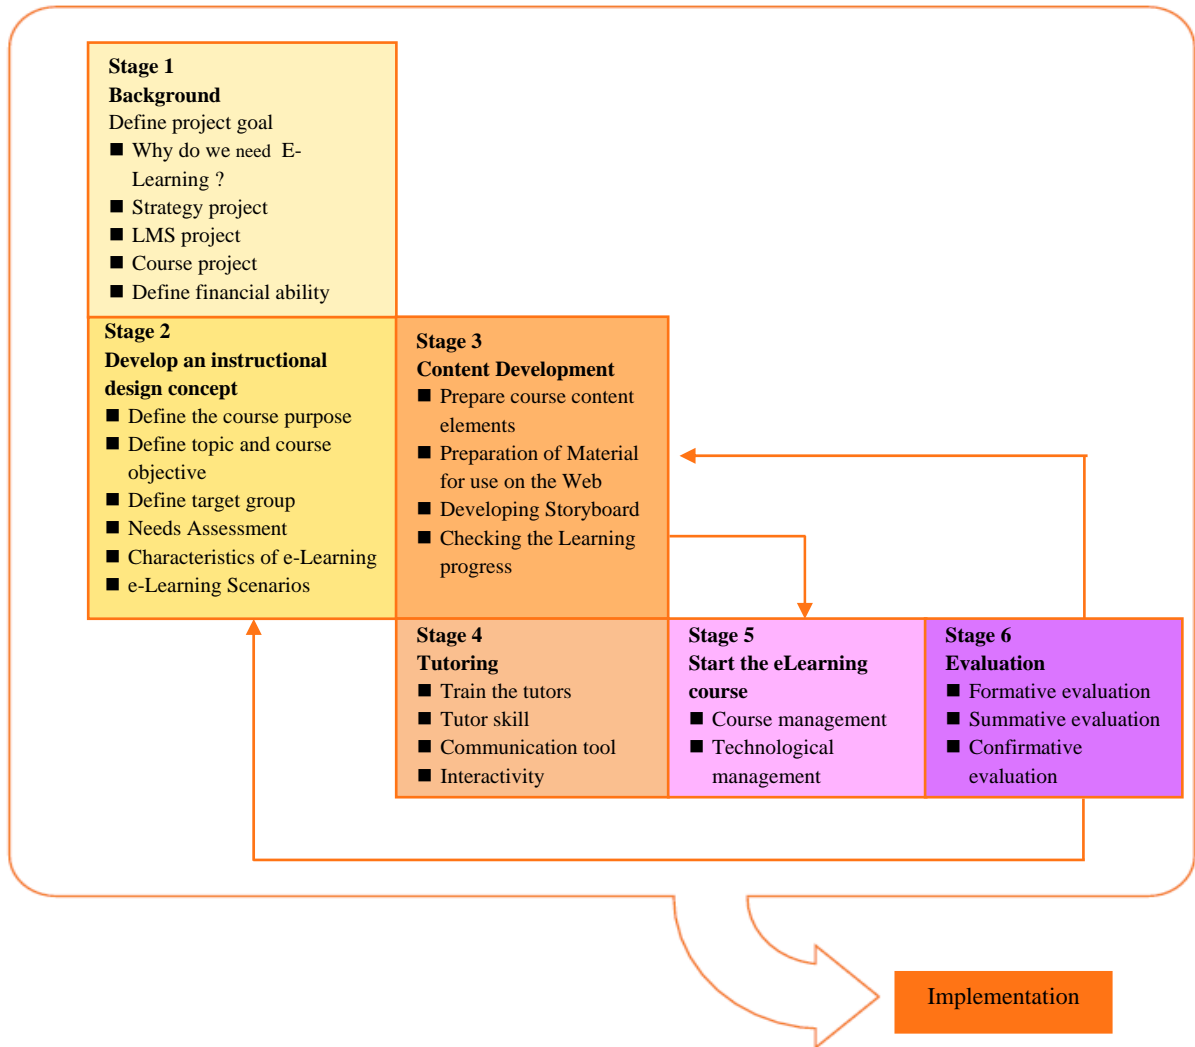 Stage 1
Background
Define project goal
■ Why do we need E-
Learning ?
■ Strategy project
■ LMS project
■ Course project
■ Define financial ability
Stage 2
Develop an instructional
design concept
■ Define the course purpose
■ Define topic and course
objective
■ Define target group
■ Needs Assessment
■ Characteristics of e-Learning
■ e-Learning Scenarios
Stage 3
Content Development
■ Prepare course content
elements
■ Preparation of Material
for use on the Web
■ Developing Storyboard
■ Checking the Learning
progress
Stage 4
Tutoring
■ Train the tutors
■ Tutor skill
■ Communication tool
■ Interactivity
Stage 5
Start the eLearning
course
■ Course management
■ Technological
management
Stage 6
Evaluation
■ Formative evaluation
■ Summative evaluation
■ Confirmative
evaluation
Implementation